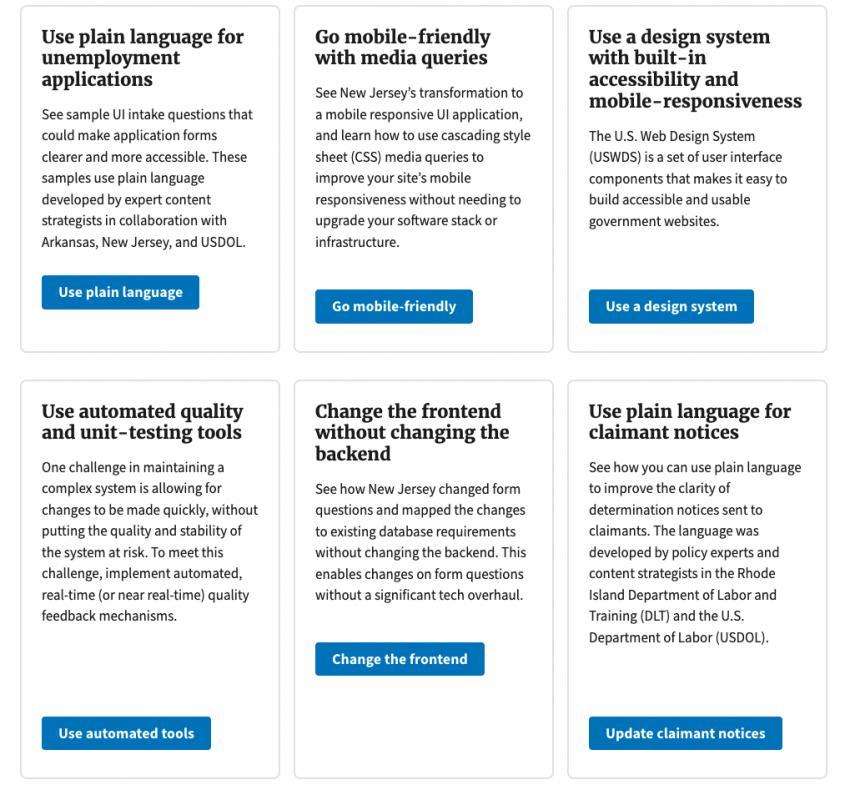 Use plain language for
unemployment
applications
See sample UI intake questions that
could make application forms
clearer and more accessible. These
samples use plain language
developed by expert content
strategists in collaboration with
Arkansas, New Jersey, and USDOL.
Use plain language
Go mobile-friendly
with media queries
See New Jersey’s transformation to
a mobile responsive UI application,
and learn how to use cascading style
sheet (CSS) media queries to
improve your site’s mobile
responsiveness without needing to
upgrade your software stack or
infrastructure.
Go mobile-friendly
Use a design system
with built-in
accessibility and
mobile-responsiveness
The U.S. Web Design System
(USWDS) is a set of user interface
components that makes it easy to
build accessible and usable
government websites.
Use a design system
Use automated quality
and unit-testing tools
One challenge in maintaining a
complex system is allowing for
changes to be made quickly, without
putting the quality and stability of
the system at risk. To meet this
challenge, implement automated,
real-time (or near real-time) quality
feedback mechanisms.
Use automated tools
Change the frontend
without changing the
backend
See how New Jersey changed form
questions and mapped the changes
to existing database requirements
without changing the backend. This
enables changes on form questions
without a significant tech overhaul.
Change the frontend
Use plain language for
claimant notices
See how you can use plain language
to improve the clarity of
determination notices sent to
claimants. The language was
developed by policy experts and
content strategists in the Rhode
Island Department of Labor and
Training (DLT) and the U.S.
Department of Labor (USDOL).
Update claimant notices